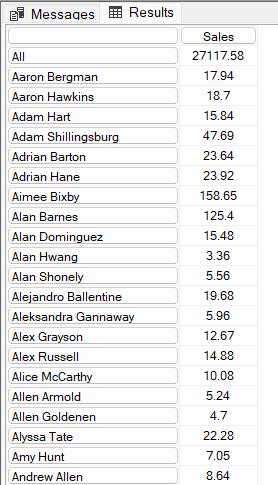 Messages Results
Sales
All 27117.58
Aaron Bergman 17.94
Aaron Hawkins 18.7
Adam Hart 15.84
Adam Shillingsburg 47.69
Adrian Barton 23.64
Adrian Hane 23.92
Aimee Bixby 158.65
Alan Barnes 125.4
Alan Dominguez 15.48
Alan Hwang 3.36
Alan Shonely 5.56
Alejandro Ballentine 19.68
Aleksandra Gannaway 5.96
Alex Grayson 12.67
Alex Russell 14.88
Alice McCarthy 10.08
Allen Armold 5.24
Allen Goldenen 4.7
Alyssa Tate 22.28
Amy Hunt 7.05
Andrew Allen 8.64